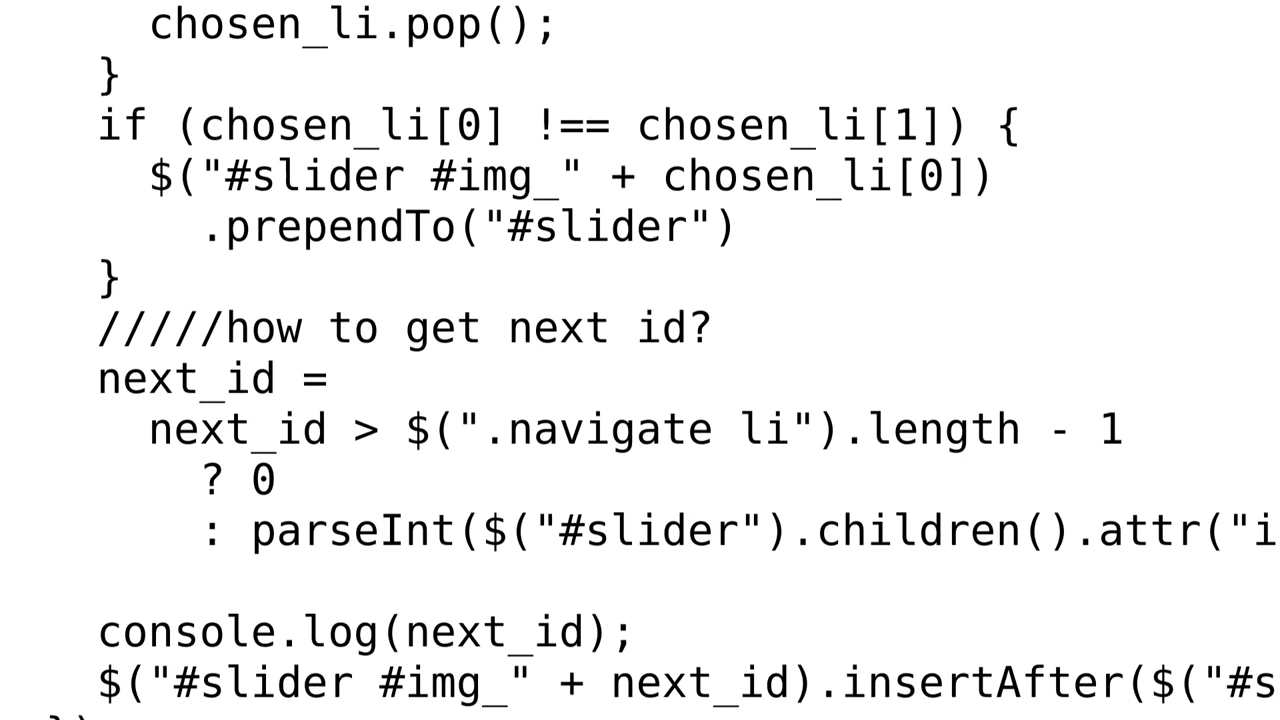 chosen_li.pop();
}
if (chosen_li[0] !== chosen_li[1]) {
$("#slider #img_" + chosen_li[0])
.prependTo("#slider")
}
/////how to get next id?
next_id =
next_id > $(".navigate li").length - 1
? 0
: parseInt($("#slider").children().attr("i
console.log(next_id);
$("#slider #img_" + next_id).insertAfter($("#s
})